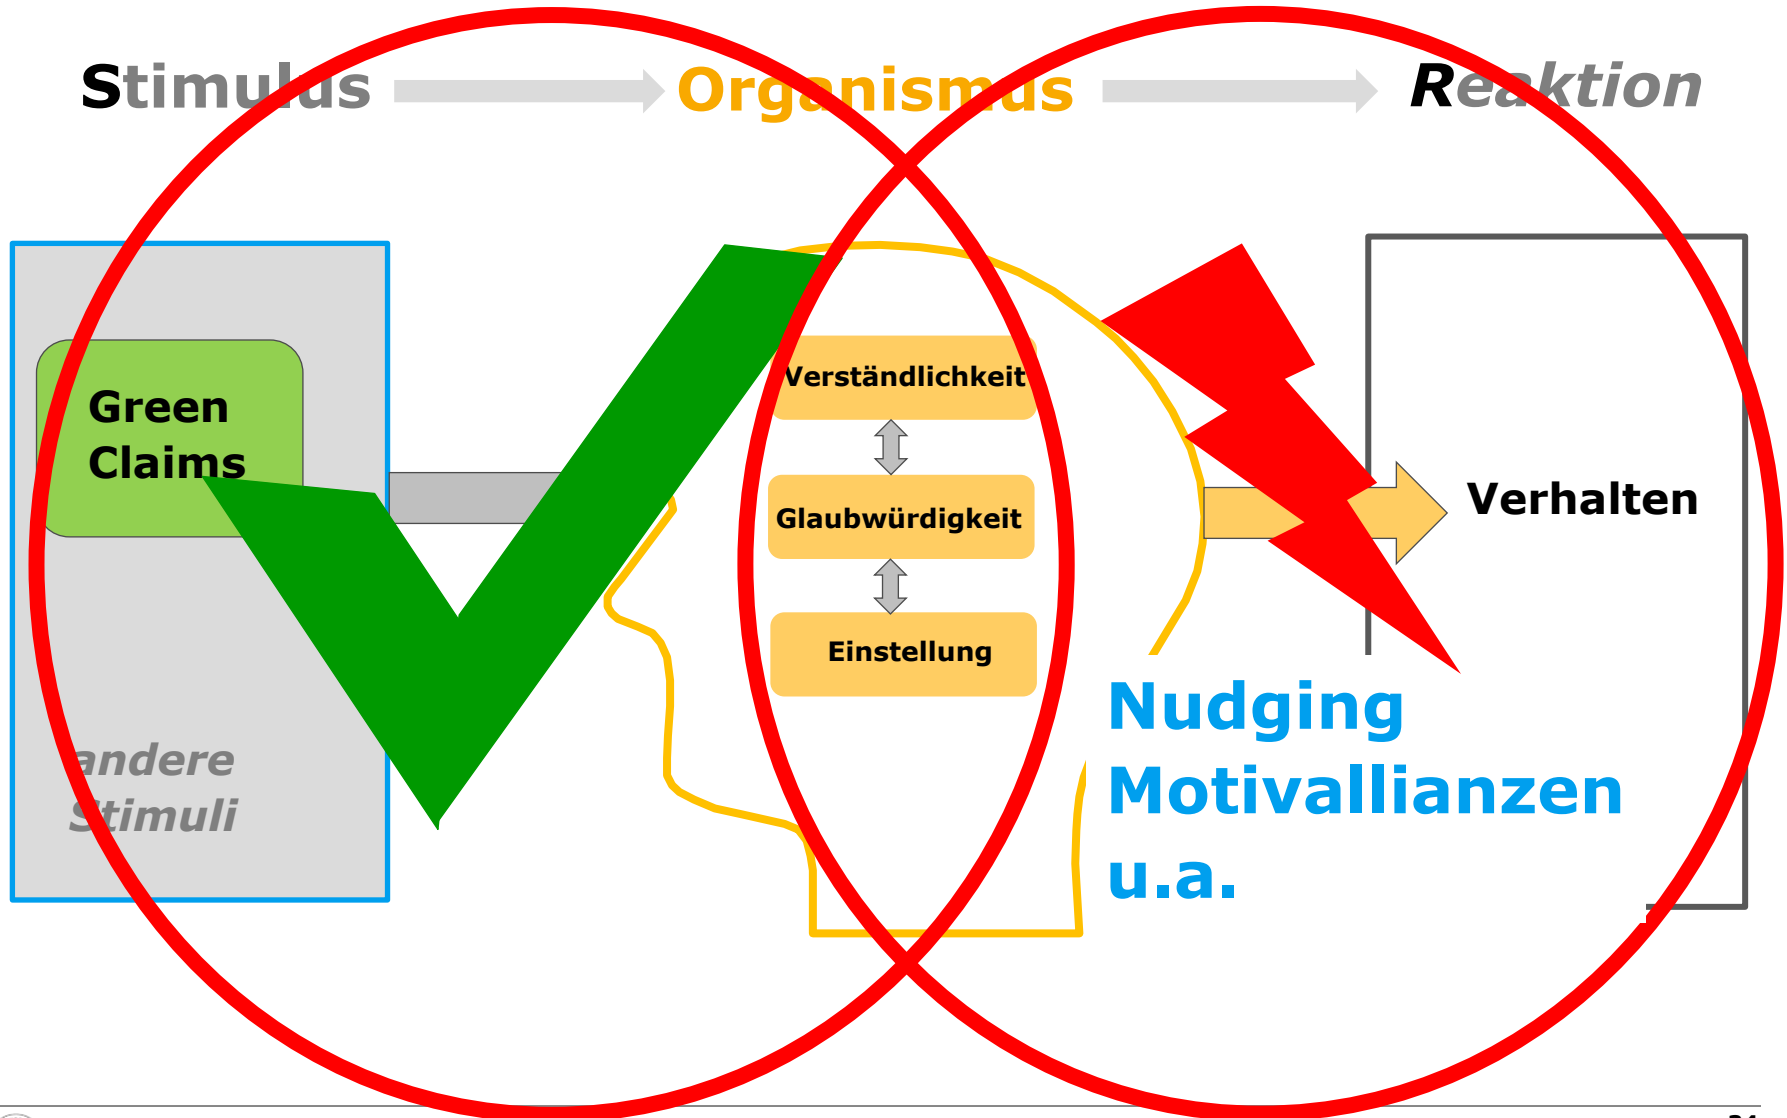 Stimulus
Organismus
Reaktion
Green
Claims
andere
Stimuli
Verständlichkeit
Glaubwürdigkeit
Einstellung
Verhalten
Nudging
Motivallianzen
u.a.